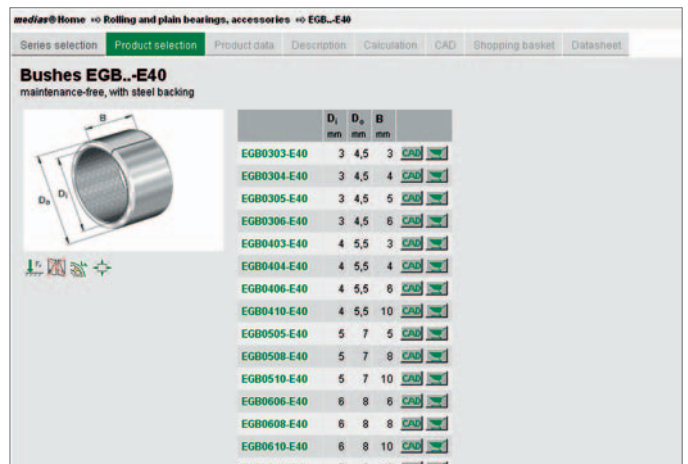 medias®Home ⇨ Rolling and plain bearings, accessories ⇨ EGB..-E40
Series selection Product selection Product data Description Calculation CAD Shopping basket Datasheet
Bushes EGB..-E40
maintenance-free, with steel backing
B
Di
Do
Di Do B
mm mm mm
EGB0303-E40 3 4,5 3 CAD
EGB0304-E40 3 4,5 4 CAD
EGB0305-E40 3 4,5 5 CAD
EGB0306-E40 3 4,5 6 CAD
EGB0403-E40 4 5,5 3 CAD
EGB0404-E40 4 5,5 4 CAD
EGB0406-E40 4 5,5 6 CAD
EGB0410-E40 4 5,5 10 CAD
EGB0505-E40 5 7 5 CAD
EGB0508-E40 5 7 8 CAD
EGB0510-E40 5 7 10 CAD
EGB0606-E40 6 8 6 CAD
EGB0608-E40 6 8 8 CAD
EGB0610-E40 6 8 10 CAD